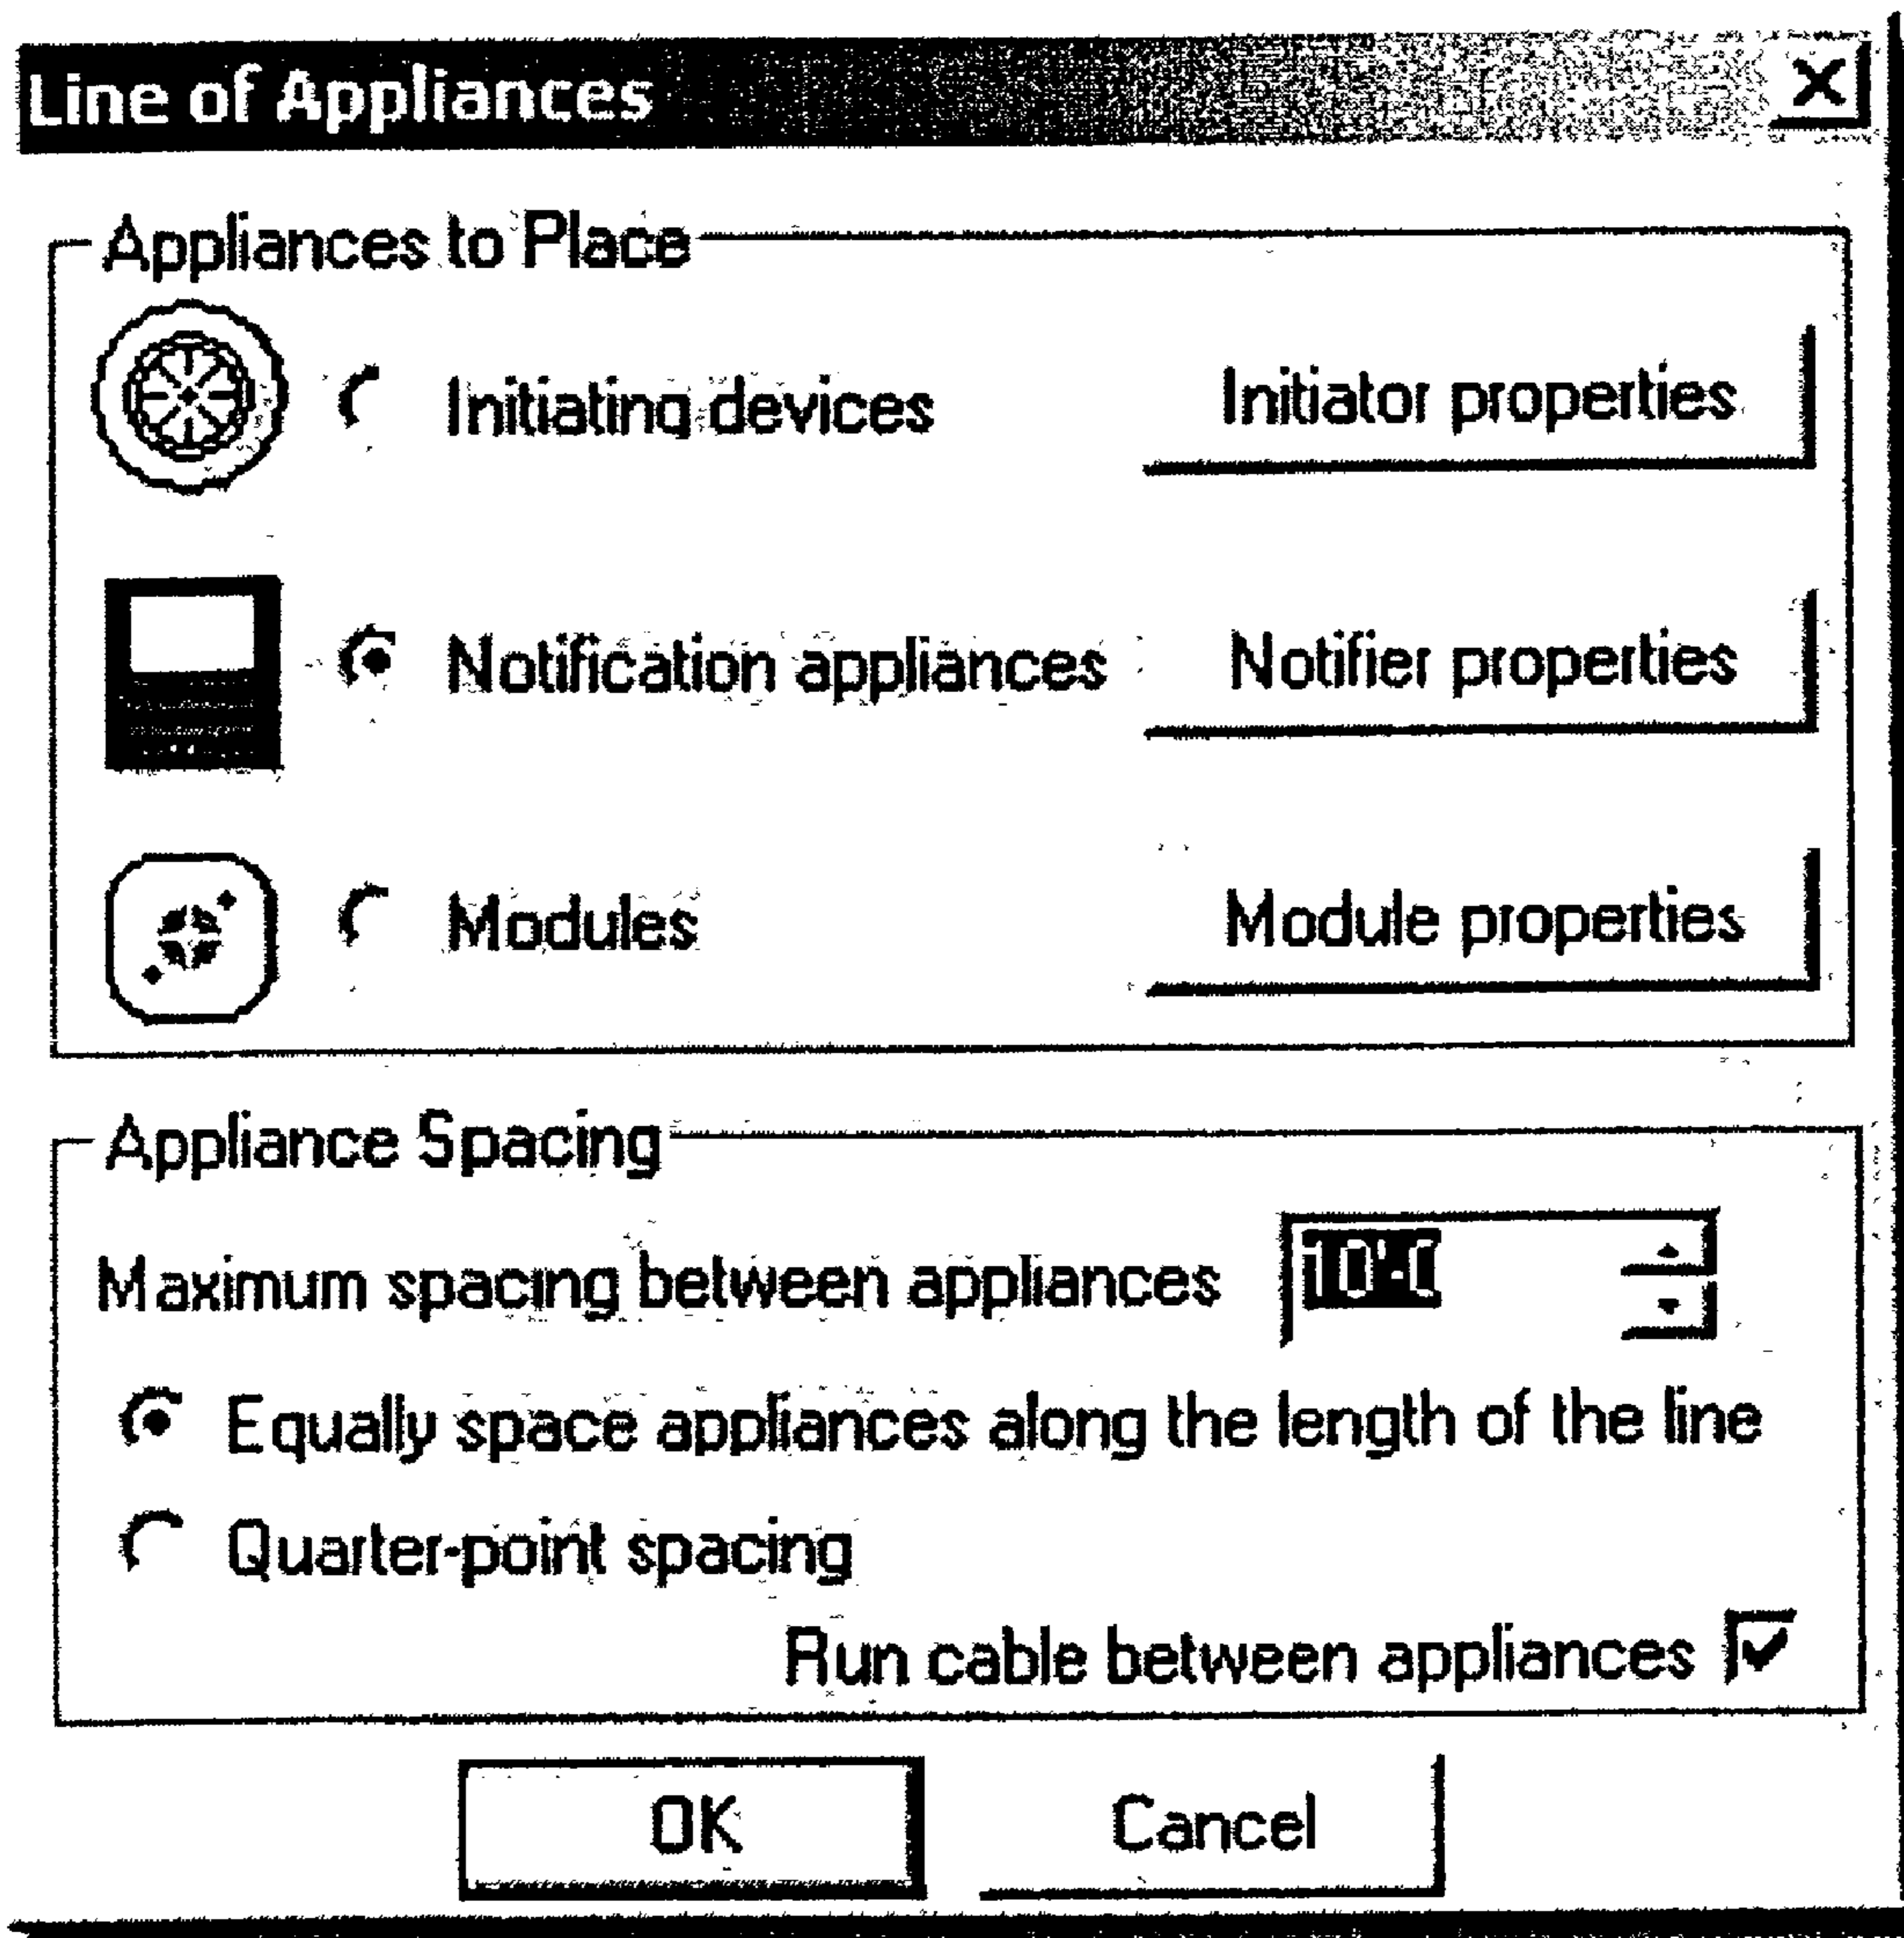 Line of Appliances
Appliances to Place
Initiating devices
Initiator properties
Notification appliances
Notifier properties
Modules
Module properties
Appliance Spacing
Maximum spacing between appliances
Equally space appliances along the length of the line
Quarter-point spacing
Run cable between appliances
OK
Cancel